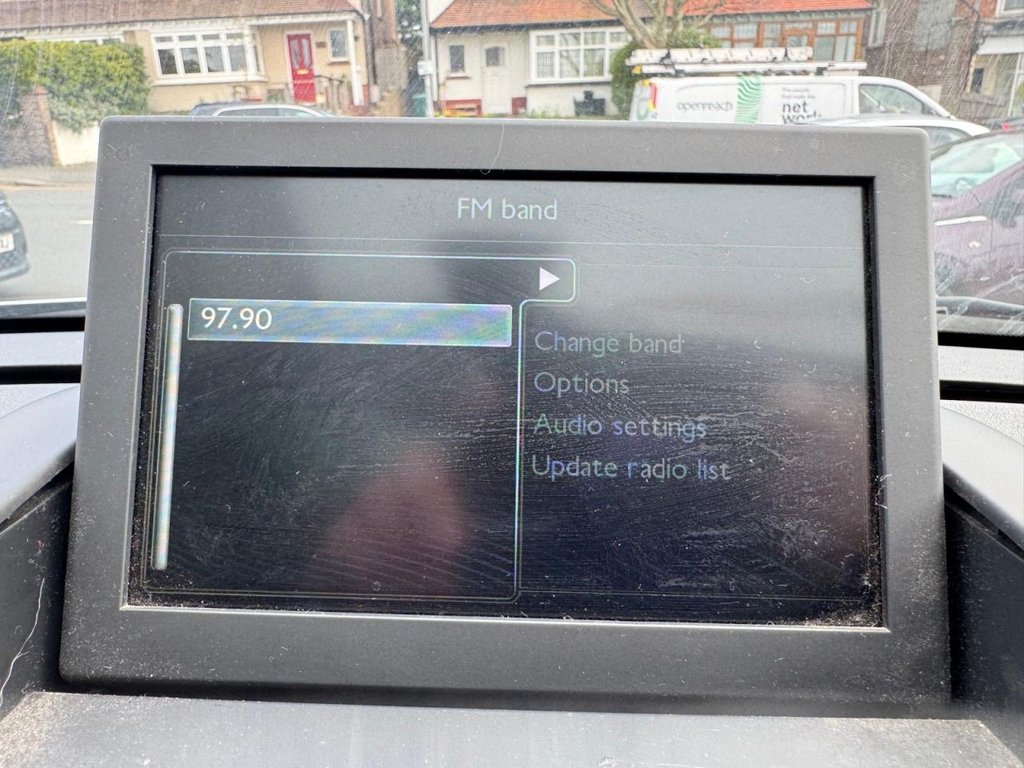 openreach
net
work
FM band
97.90
Change band
Options
Audio settings
Update radio list